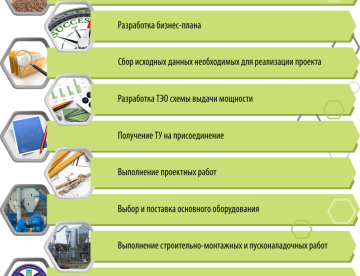 SUCCESS
Разработка бизнес-плана
Сбор исходных данных необходимых для реализации проекта
Разработка ТЭО схемы выдачи мощности
Получение ТУ на присоединение
Выполнение проектных работ
Выбор и поставка основного оборудования
Выполнение строительно-монтажных и пусконаладочных работ